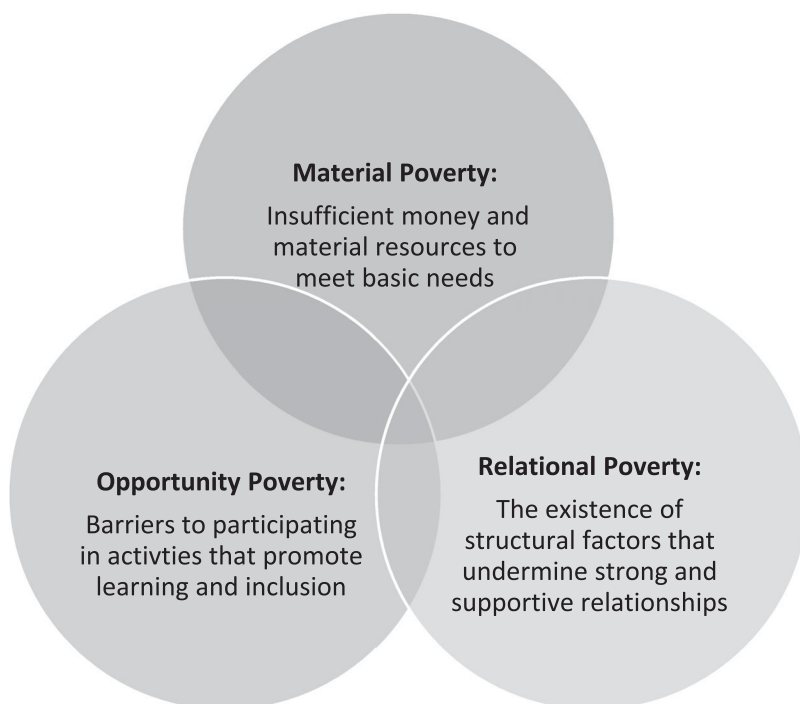 Material Poverty:
Insufficient money and
material resources to
meet basic needs
Opportunity Poverty:
Barriers to participating
in activties that promote
learning and inclusion
Relational Poverty:
The existence of
structural factors that
undermine strong and
supportive relationships